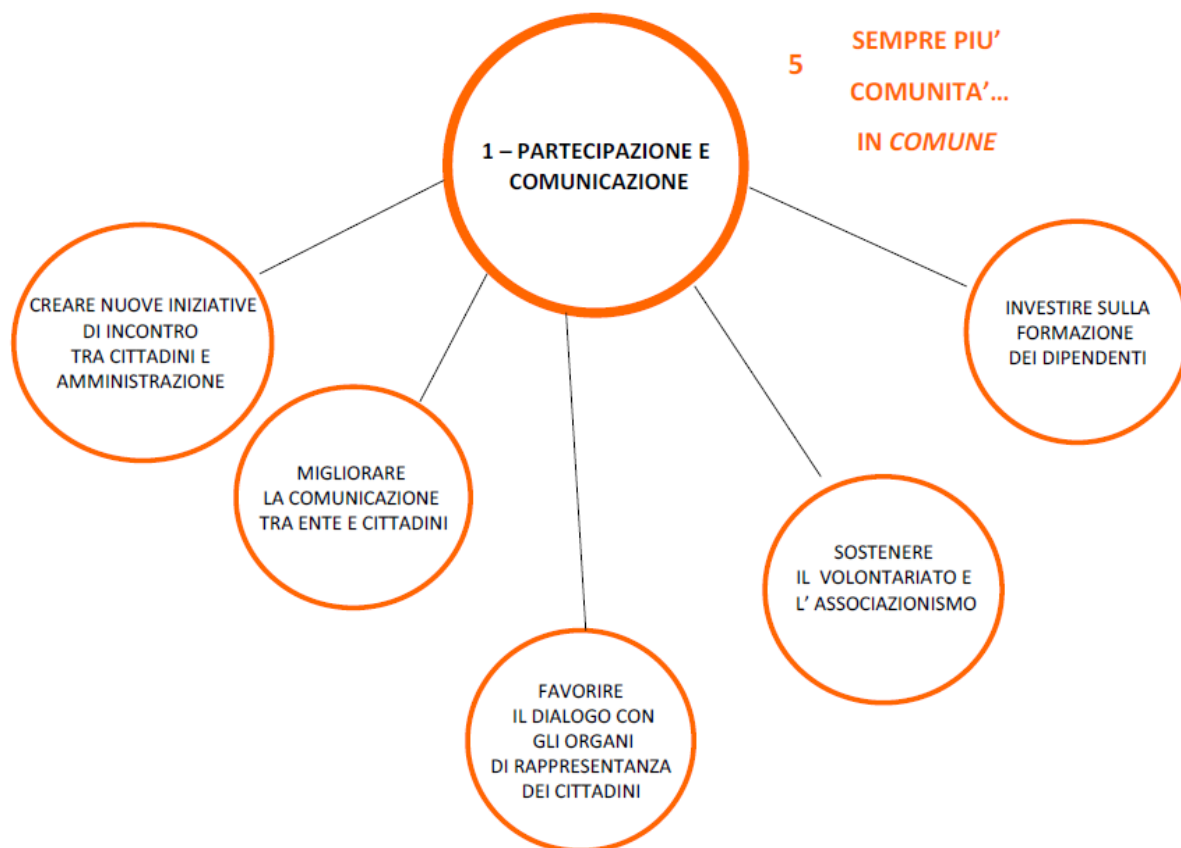 5
SEMPRE PIU’
COMUNITA’…
IN COMUNE
1 – PARTECIPAZIONE E
COMUNICAZIONE
CREARE NUOVE INIZIATIVE
DI INCONTRO
TRA CITTADINI E
AMMINISTRAZIONE
MIGLIORARE
LA COMUNICAZIONE
TRA ENTE E CITTADINI
FAVORIRE
IL DIALOGO CON
GLI ORGANI
DI RAPPRESENTANZA
DEI CITTADINI
SOSTENERE
IL VOLONTARIATO E
L’ ASSOCIAZIONISMO
INVESTIRE SULLA
FORMAZIONE
DEI DIPENDENTI